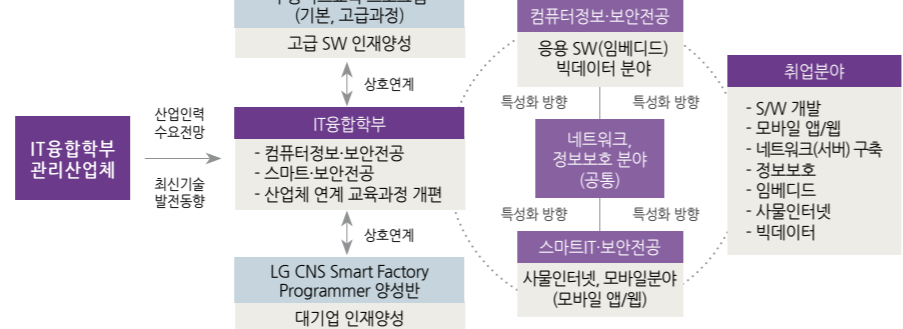 (기본, 고급과정)
고급 SW 인재양성
상호연계
IT융합학부
관리산업체
산업인력
수요전망
최신기술
발전동향
IT융합학부
- 컴퓨터정보·보안전공
- 스마트·보안전공
- 산업체 연계 교육과정 개편
상호연계
LG CNS Smart Factory
Programmer 양성반
대기업 인재양성
컴퓨터정보·보안전공
응용 SW(임베디드)
빅데이터 분야
특성화 방향
특성화 방향
네트워크,
정보보호 분야
(공통)
특성화 방향
특성화 방향
스마트IT·보안전공
사물인터넷, 모바일분야
(모바일 앱/웹)
취업분야
- S/W 개발
- 모바일 앱/웹
- 네트워크(서버) 구축
- 정보보호
- 임베디드
- 사물인터넷
- 빅데이터